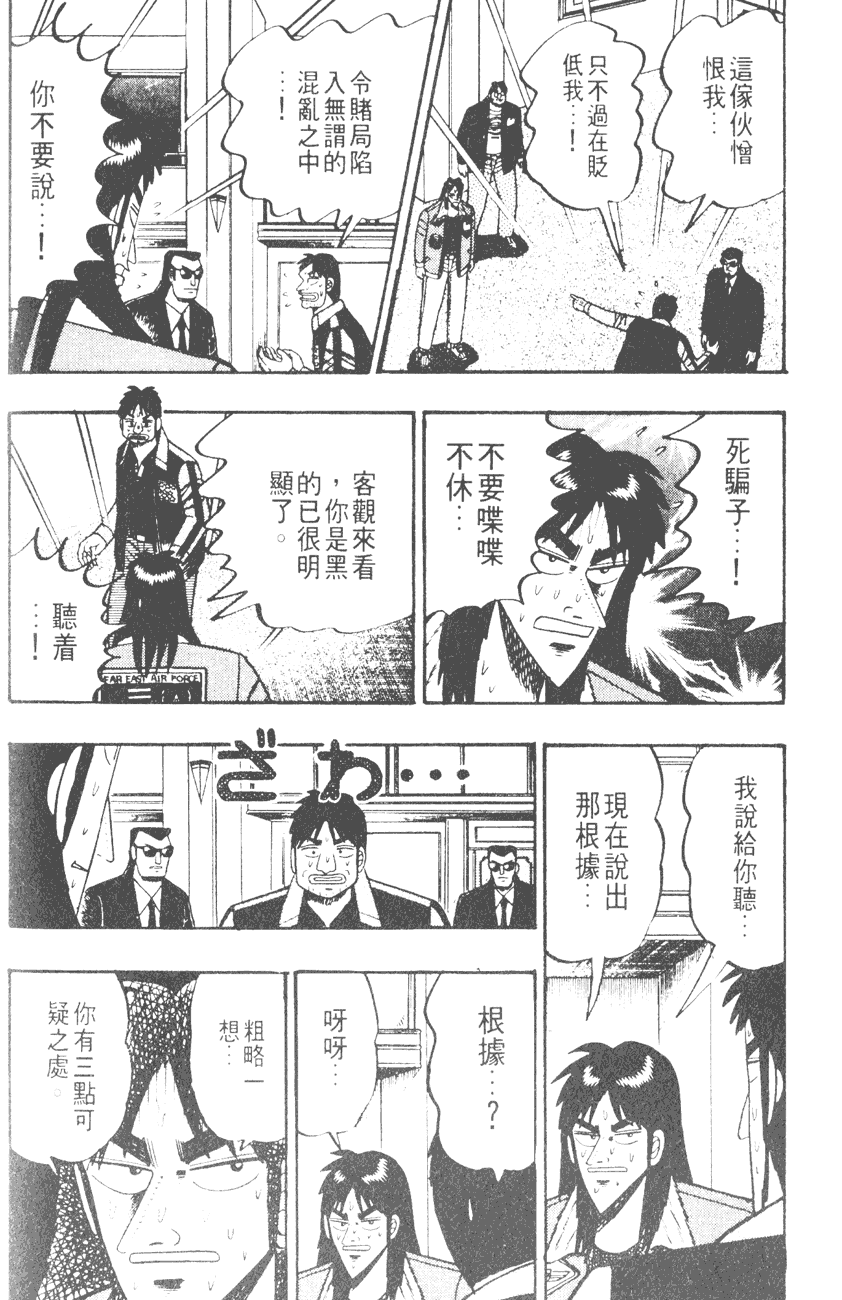 這傢伙憎
恨我…
只不過在貶
低我…！
令賭局陷
入無謂的
混亂之中
…！
你不要說…！
死騙子…！
不要喋喋
不休…
客觀來看
，你是黑
的已很明
顯了。
聽着
…！
FAR EAST AIR FORCE
我說給你聽…
現在說出
那根據…
ざわ…
根據…？
呀呀…
粗略一
想…
你有三點可
疑之處。